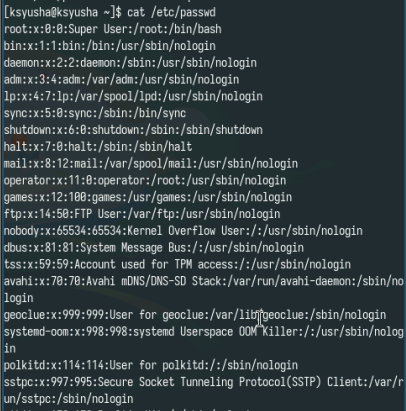 [ksyusha@ksyusha ~]$ cat /etc/passwd
root:x:0:0:Super User:/root:/bin/bash
bin:x:1:1:bin:/bin:/usr/sbin/nologin
daemon:x:2:2:daemon:/sbin:/usr/sbin/nologin
adm:x:3:4:adm:/var/adm:/usr/sbin/nologin
lp:x:4:7:lp:/var/spool/lpd:/usr/sbin/nologin
sync:x:5:0:sync:/sbin:/bin/sync
shutdown:x:6:0:shutdown:/sbin:/sbin/shutdown
halt:x:7:0:halt:/sbin:/sbin/halt
mail:x:8:12:mail:/var/spool/mail:/usr/sbin/nologin
operator:x:11:0:operator:/root:/usr/sbin/nologin
games:x:12:100:games:/usr/games:/usr/sbin/nologin
ftp:x:14:50:FTP User:/var/ftp:/usr/sbin/nologin
nobody:x:65534:65534:Kernel Overflow User:/:/usr/sbin/nologin
dbus:x:81:81:System Message Bus:/:/usr/sbin/nologin
tss:x:59:59:Account used for TPM access:/:/usr/sbin/nologin
avahi:x:70:70:Avahi mDNS/DNS-SD Stack:/var/run/avahi-daemon:/sbin/no
login
geoclue:x:999:999:User for geoclue:/var/lib/geoclue:/sbin/nologin
systemd-oom:x:998:998:systemd Userspace OOM Killer:/:/usr/sbin/nolog
in
polkitd:x:114:114:User for polkitd:/:/sbin/nologin
sstpc:x:997:995:Secure Socket Tunneling Protocol(SSTP) Client:/var/r
un/sstpc:/sbin/nologin